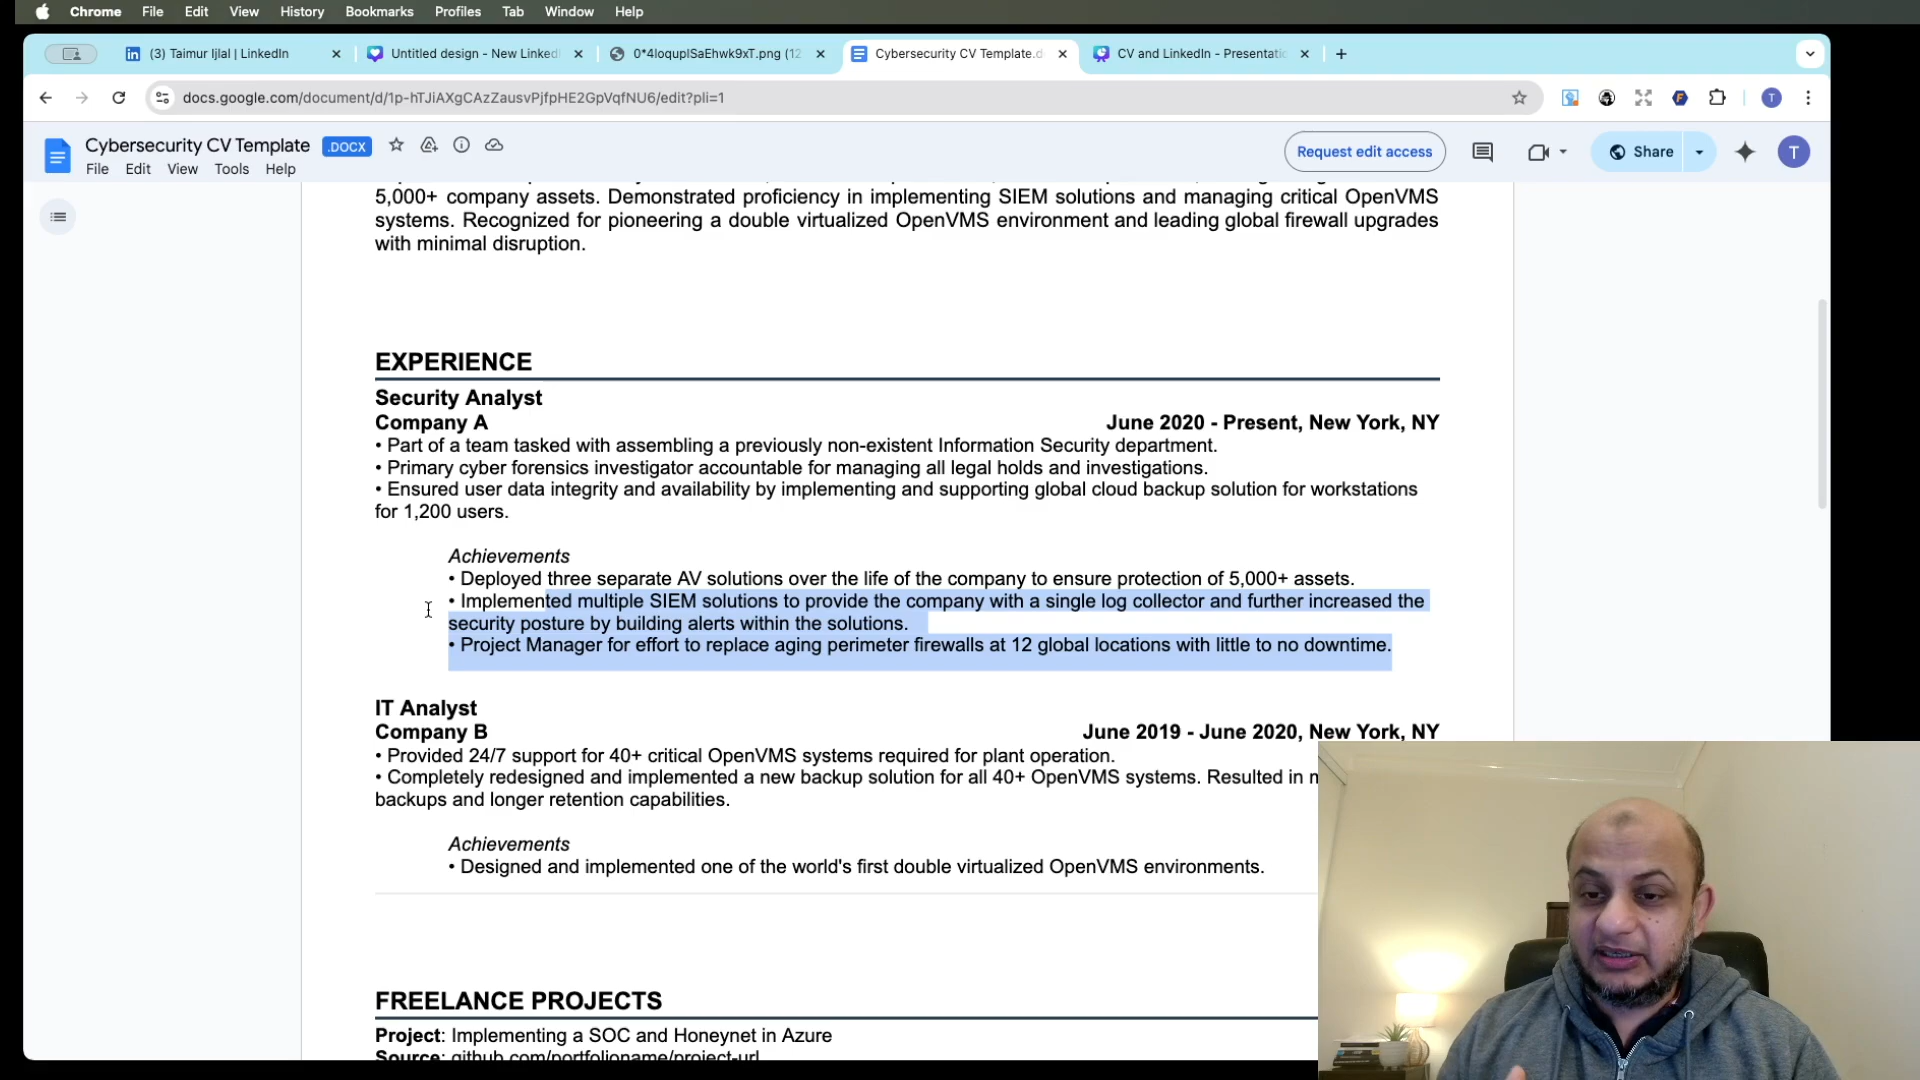 Chrome File Edit View History Bookmarks Profiles Tab Window Help
(3) Taimur Ijlal | LinkedIn
Untitled design - New Linked
0*4loqupISaEhwk9xT.png (12
Cybersecurity CV Template.d
CV and LinkedIn - Presentatic
docs.google.com/document/d/1p-hTJiAXgCAzZausvPjfpHE2GpVqfNU6/edit?pli=1
Cybersecurity CV Template .DOCX
File Edit View Tools Help
Request edit access
Share
T
5,000+ company assets. Demonstrated proficiency in implementing SIEM solutions and managing critical OpenVMS
systems. Recognized for pioneering a double virtualized OpenVMS environment and leading global firewall upgrades
with minimal disruption.
EXPERIENCE
Security Analyst
Company A June 2020 - Present, New York, NY
• Part of a team tasked with assembling a previously non-existent Information Security department.
• Primary cyber forensics investigator accountable for managing all legal holds and investigations.
• Ensured user data integrity and availability by implementing and supporting global cloud backup solution for workstations
for 1,200 users.
Achievements
• Deployed three separate AV solutions over the life of the company to ensure protection of 5,000+ assets.
• Implemented multiple SIEM solutions to provide the company with a single log collector and further increased the
security posture by building alerts within the solutions.
• Project Manager for effort to replace aging perimeter firewalls at 12 global locations with little to no downtime.
IT Analyst
Company B June 2019 - June 2020, New York, NY
• Provided 24/7 support for 40+ critical OpenVMS systems required for plant operation.
• Completely redesigned and implemented a new backup solution for all 40+ OpenVMS systems. Resulted in
backups and longer retention capabilities.
Achievements
• Designed and implemented one of the world's first double virtualized OpenVMS environments.
FREELANCE PROJECTS
Project: Implementing a SOC and Honeynet in Azure
Source: github.com/portfolioname/project-url